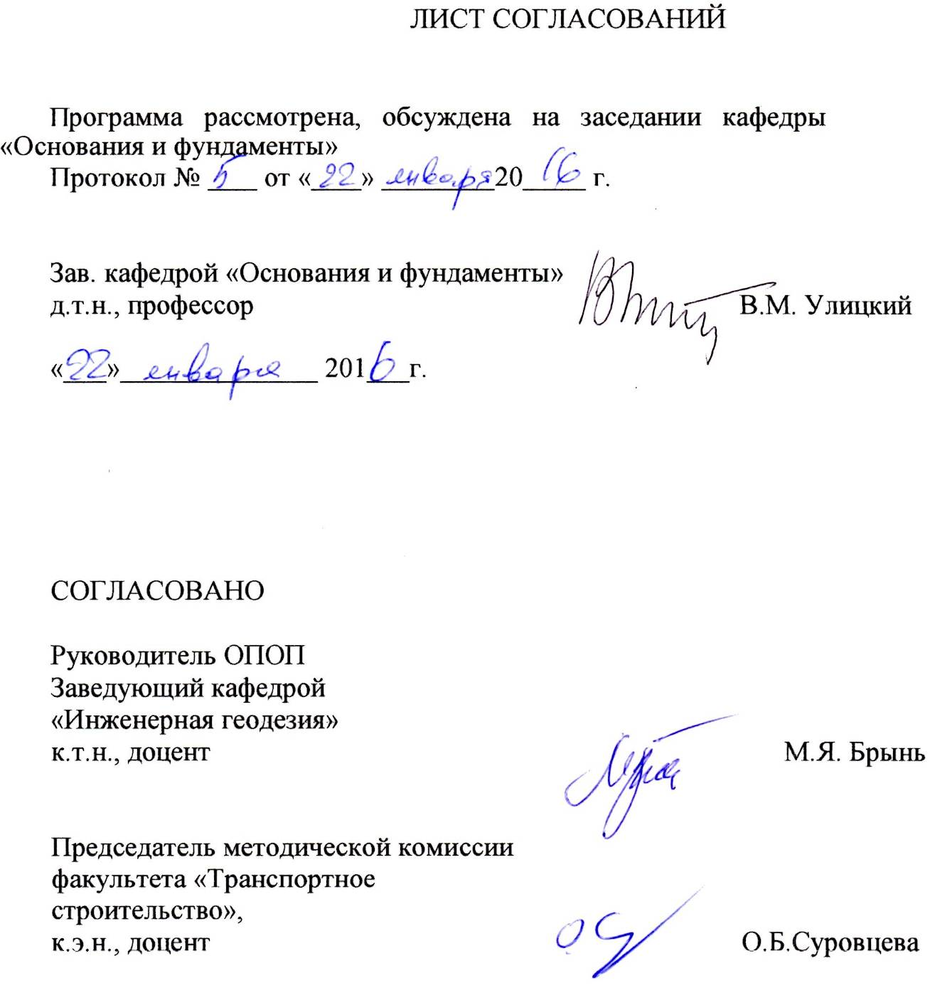 ЛИСТ СОГЛАСОВАНИЙ
Программа рассмотрена, обсуждена на заседании кафедры
«Основания и фундаменты»
Протокол № 5 от «22» января 2016 г.
Зав. кафедрой «Основания и фундаменты»
д.т.н., профессор В.М. Улицкий
«22» января 2016 г.
СОГЛАСОВАНО
Руководитель ОПОП
Заведующий кафедрой
«Инженерная геодезия»
к.т.н., доцент М.Я. Брынь
Председатель методической комиссии
факультета «Транспортное
строительство»,
к.э.н., доцент О.Б.Суровцева